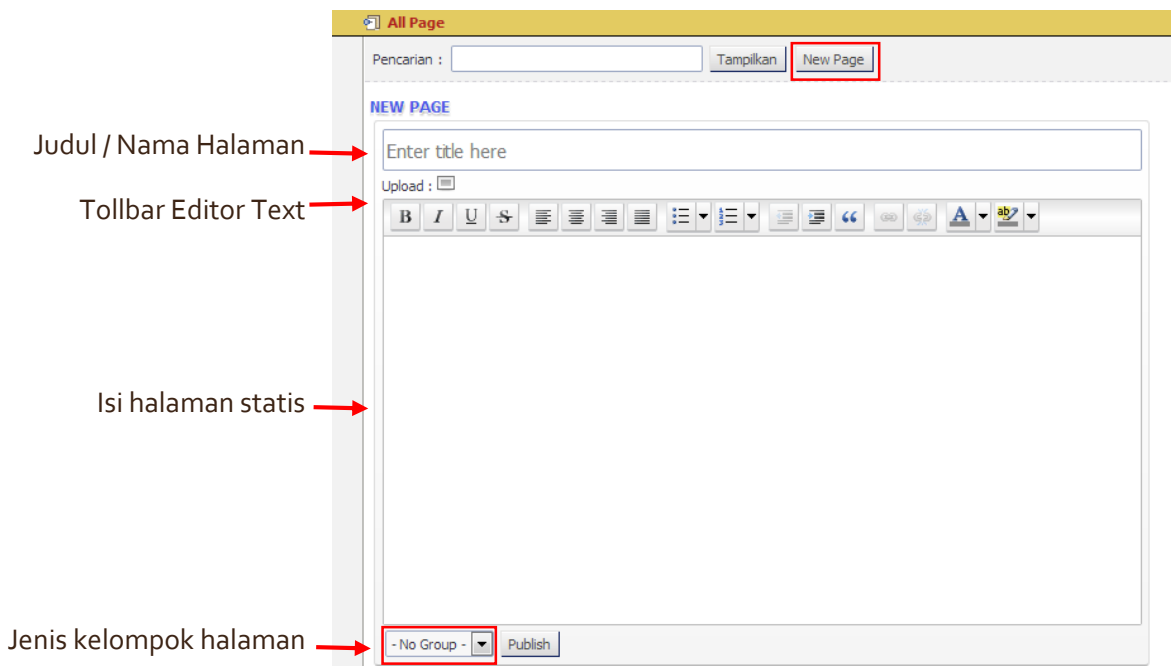 All Page
Pencarian :
Tampilkan
New Page
NEW PAGE
Judul / Nama Halaman
Enter title here
Upload :
Tollbar Editor Text
B I U S A ab
Isi halaman statis
Jenis kelompok halaman
- No Group -
Publish